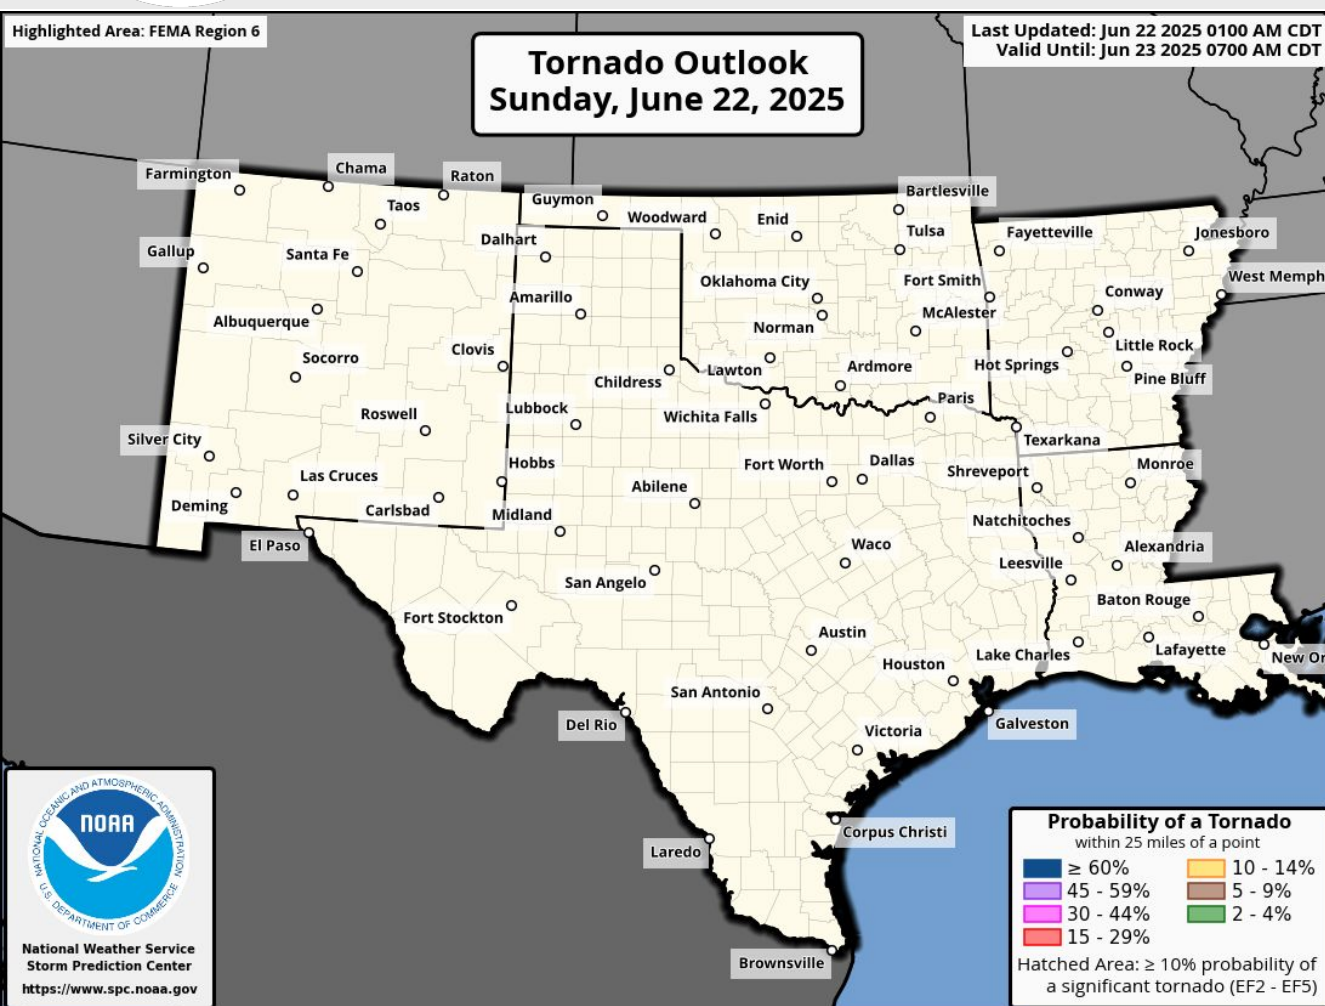 Highlighted Area: FEMA Region 6
Last Updated: Jun 22 2025 0100 AM CDT
Valid Until: Jun 23 2025 0700 AM CDT
Tornado Outlook
Sunday, June 22, 2025
Farmington
Chama
Raton
Taos
Guymon
Woodward
Enid
Bartlesville
Tulsa
Fayetteville
Jonesboro
Gallup
Santa Fe
Dalhart
Oklahoma City
Fort Smith
West Memph
Albuquerque
Amarillo
Norman
McAlester
Conway
Little Rock
Socorro
Clovis
Childress
Lawton
Ardmore
Hot Springs
Pine Bluff
Roswell
Lubbock
Wichita Falls
Paris
Texarkana
Silver City
Las Cruces
Hobbs
Fort Worth
Dallas
Shreveport
Monroe
Deming
Carlsbad
Midland
Abilene
Natchitoches
El Paso
San Angelo
Waco
Leesville
Alexandria
Fort Stockton
Austin
Baton Rouge
Houston
Lake Charles
Lafayette
New Or
San Antonio
Del Rio
Victoria
Galveston
Laredo
Corpus Christi
Brownsville
NATIONAL OCEANIC AND ATMOSPHERIC ADMINISTRATION
NOAA
U.S. DEPARTMENT OF COMMERCE
National Weather Service
Storm Prediction Center
https://www.spc.noaa.gov
Probability of a Tornado
within 25 miles of a point
≥ 60%
45 - 59%
30 - 44%
15 - 29%
10 - 14%
5 - 9%
2 - 4%
Hatched Area: ≥ 10% probability of
a significant tornado (EF2 - EF5)